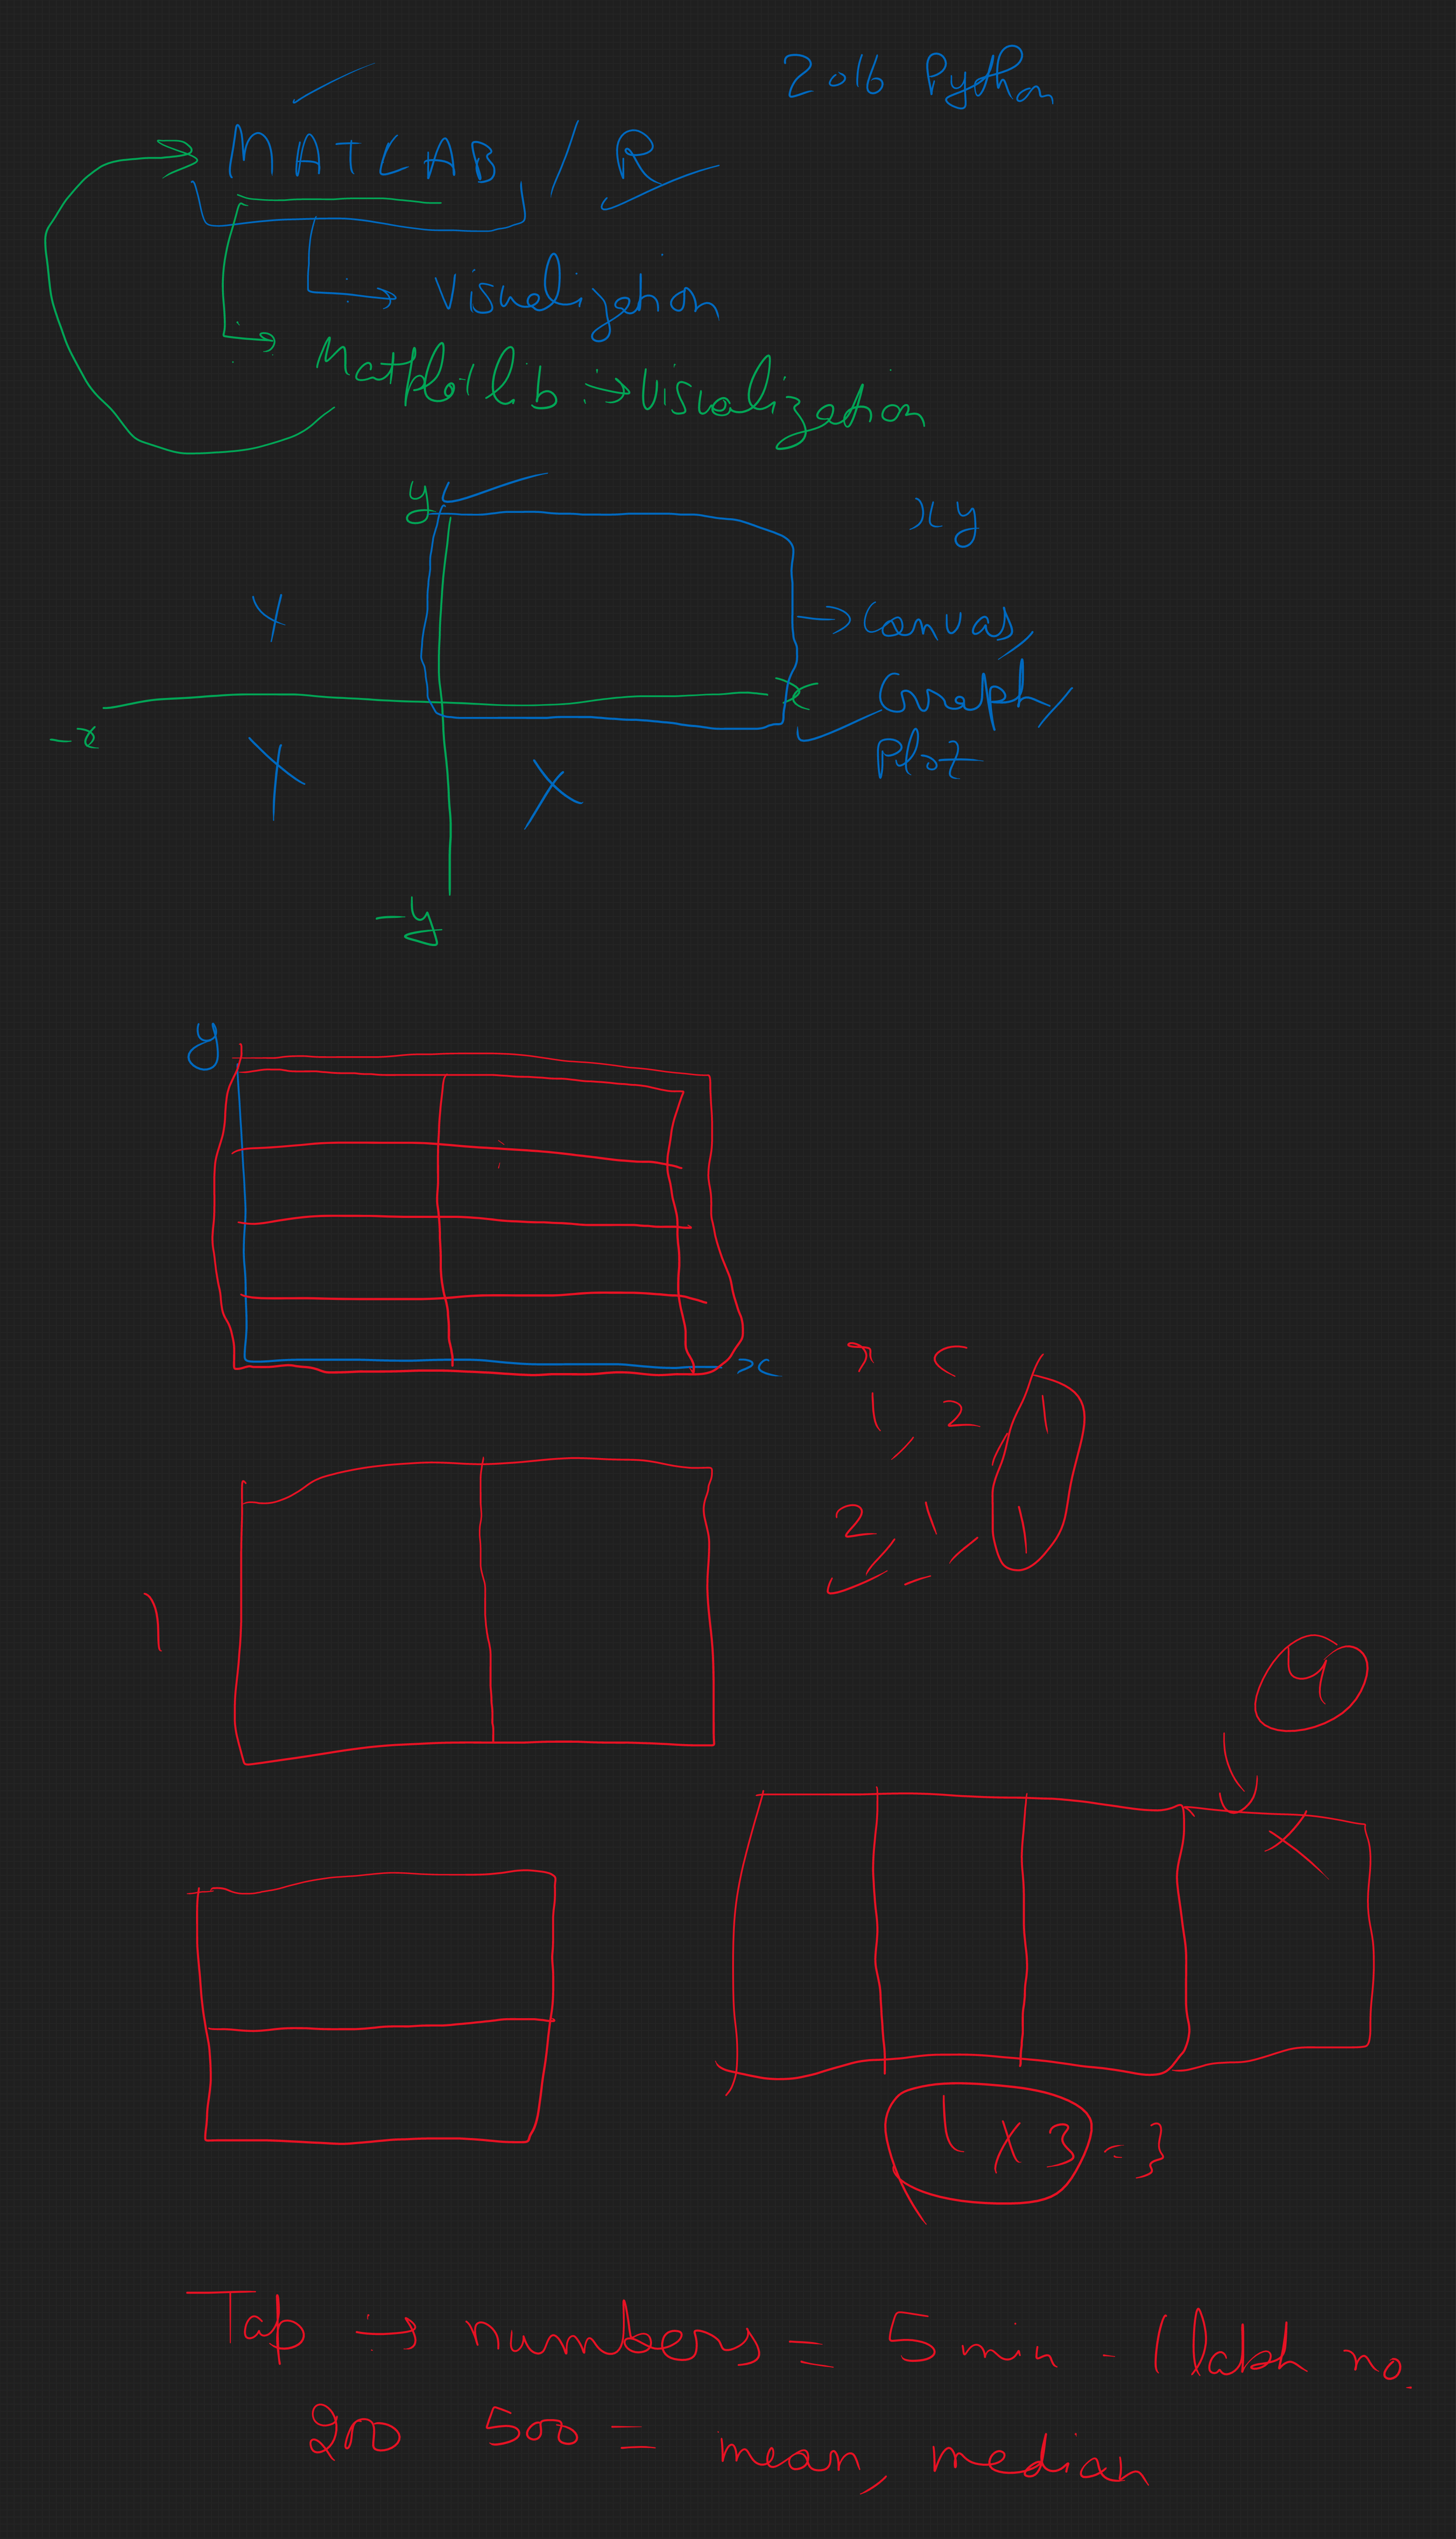 2016 Python
MATLAB / R
→ Visualization
Matplotlib → Visualization
y
x y
→ Canvas,
x
Graph,
-x
Plot
-y
y
x
r c
1, 2, 1
2, 1, 1
1
4
1 X 3 = 3
Tap → numbers = 5 min - 1 lakh no.
500 = mean, median